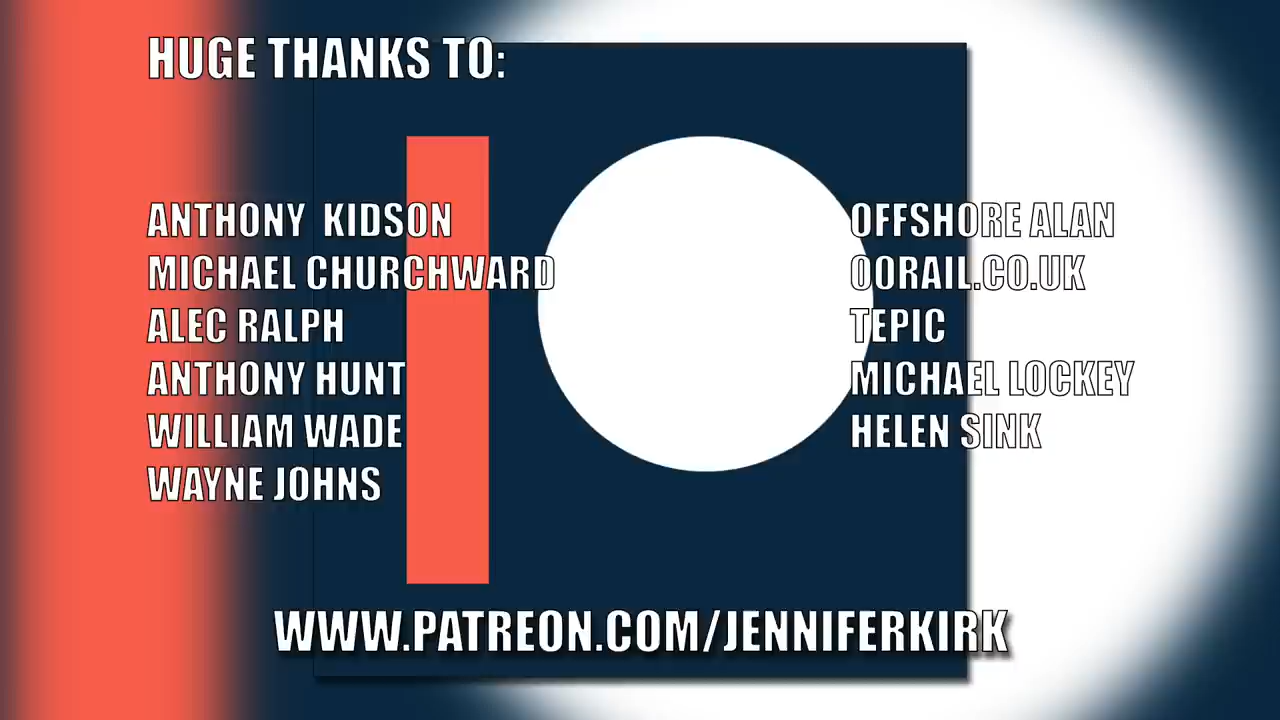 HUGE THANKS TO:
ANTHONY  KIDSON
MICHAEL CHURCHWARD
ALEC RALPH
ANTHONY HUNT
WILLIAM WADE
WAYNE JOHNS
OFFSHORE ALAN
OORAIL.CO.UK
TEPIC
MICHAEL LOCKEY
HELEN SINK
WWW.PATREON.COM/JENNIFERKIRK